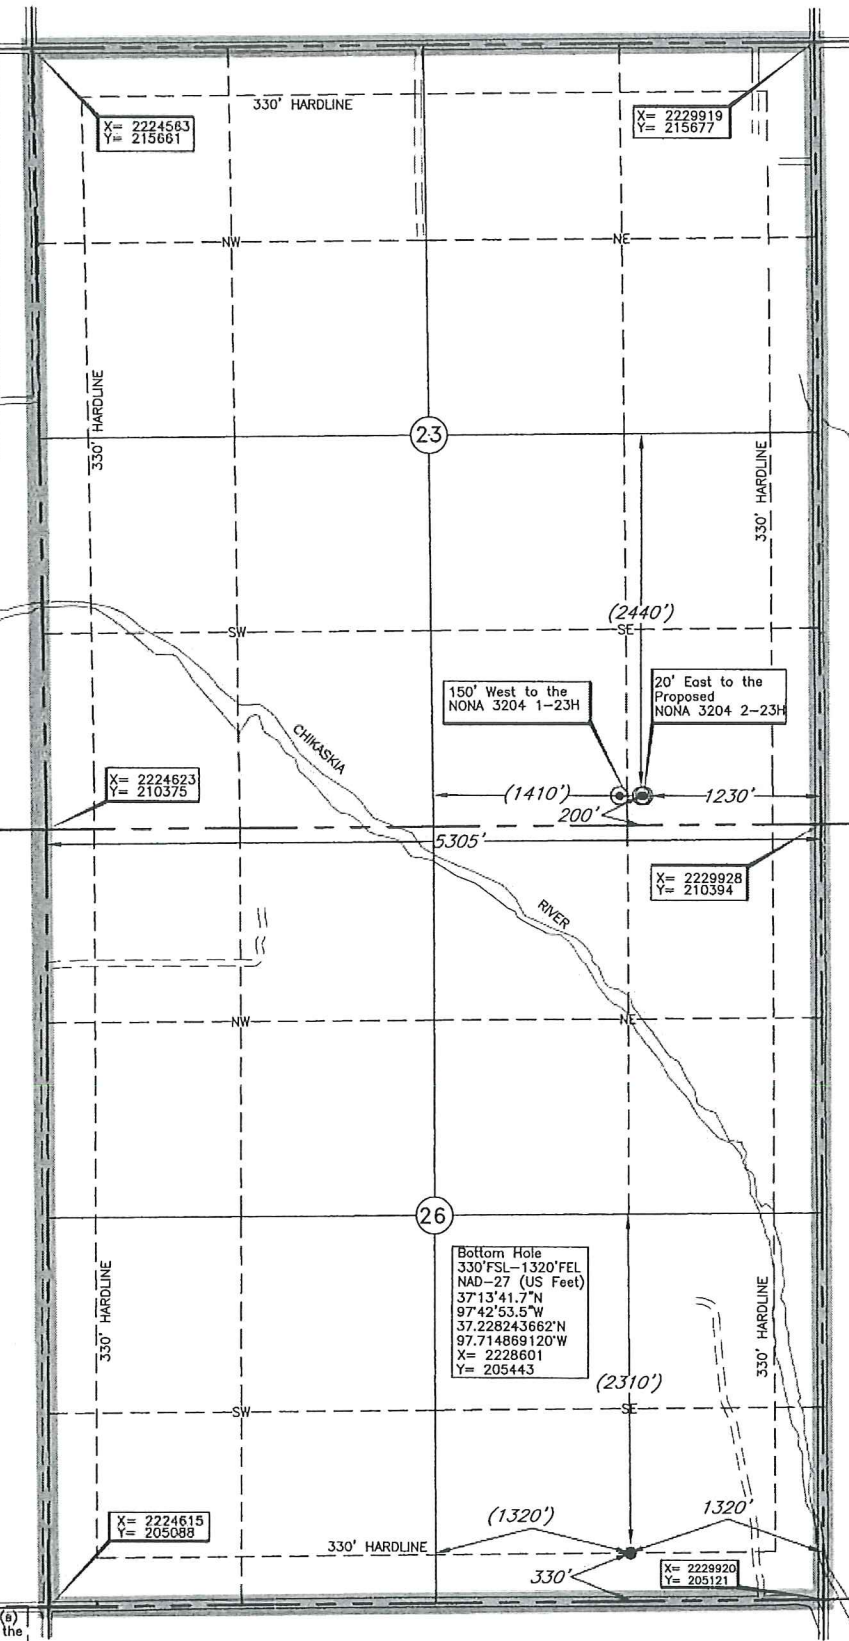 330' HARDLINE
X= 2224563
Y= 215661
X= 2229919
Y= 215677
NW
NE
330' HARDLINE
23
330' HARDLINE
(2440')
SW
SE
150' West to the
NONA 3204 1-23H
20' East to the
Proposed
NONA 3204 2-23H
CHIKASKIA
X= 2224623
Y= 210375
(1410')
1230'
200'
5305'
X= 2229928
Y= 210394
RIVER
NW
NE
26
Bottom Hole
330'FSL-1320'FEL
NAD-27 (US Feet)
37°13'41.7"N
97°42'53.5"W
37.228243662°N
97.714869120°W
X= 2228601
Y= 205443
330' HARDLINE
330' HARDLINE
(2310')
SW
SE
X= 2224615
Y= 205088
(1320')
1320'
330' HARDLINE
330'
X= 2229920
Y= 205121
(a)
the